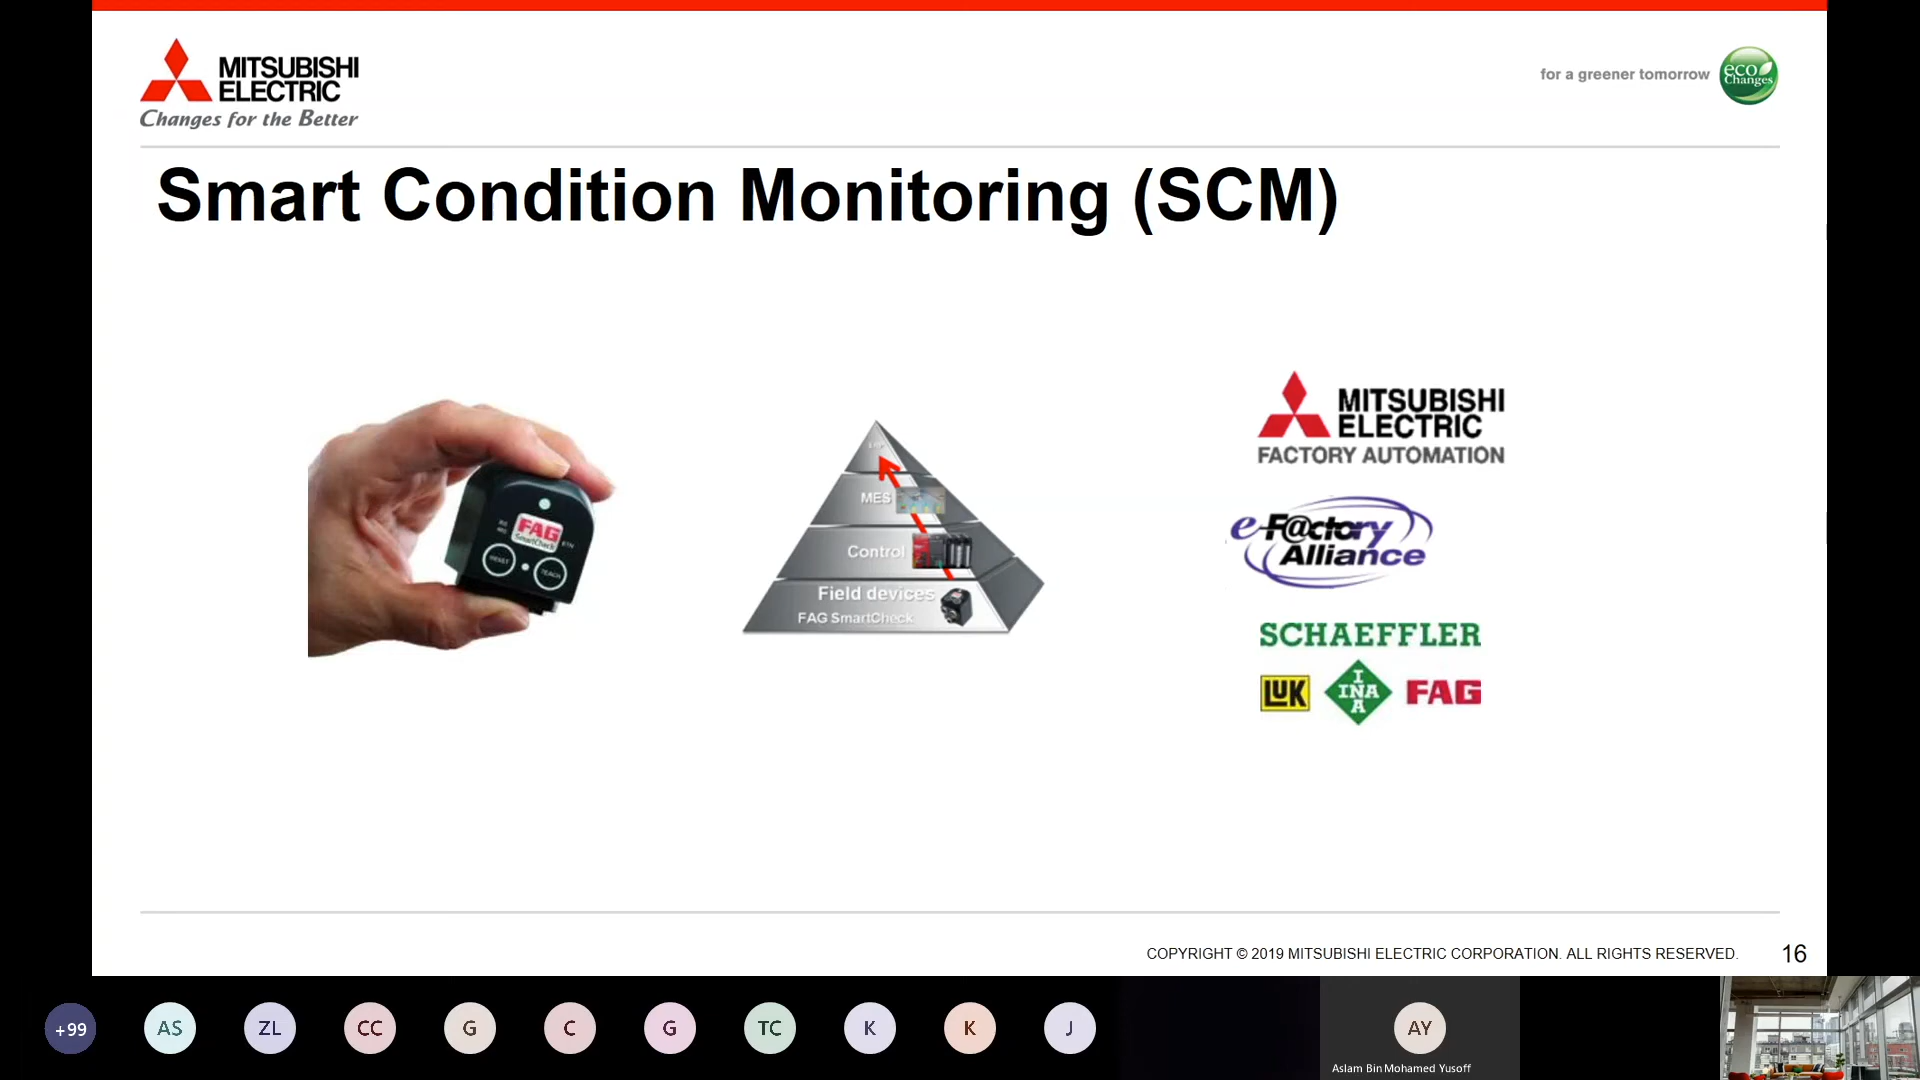 MITSUBISHI
ELECTRIC
Changes for the Better
for a greener tomorrow
eco
Changes
Smart Condition Monitoring (SCM)
FAG
SmartCheck
RESET
TEACH
MES
Control
Field devices
FAG SmartCheck
MITSUBISHI
ELECTRIC
FACTORY AUTOMATION
e-F@ctory
Alliance
SCHAEFFLER
LUK
INA
FAG
COPYRIGHT © 2019 MITSUBISHI ELECTRIC CORPORATION. ALL RIGHTS RESERVED.
16
+99
AS
ZL
CC
G
C
G
TC
K
K
J
AY
Aslam Bin Mohamed Yusoff